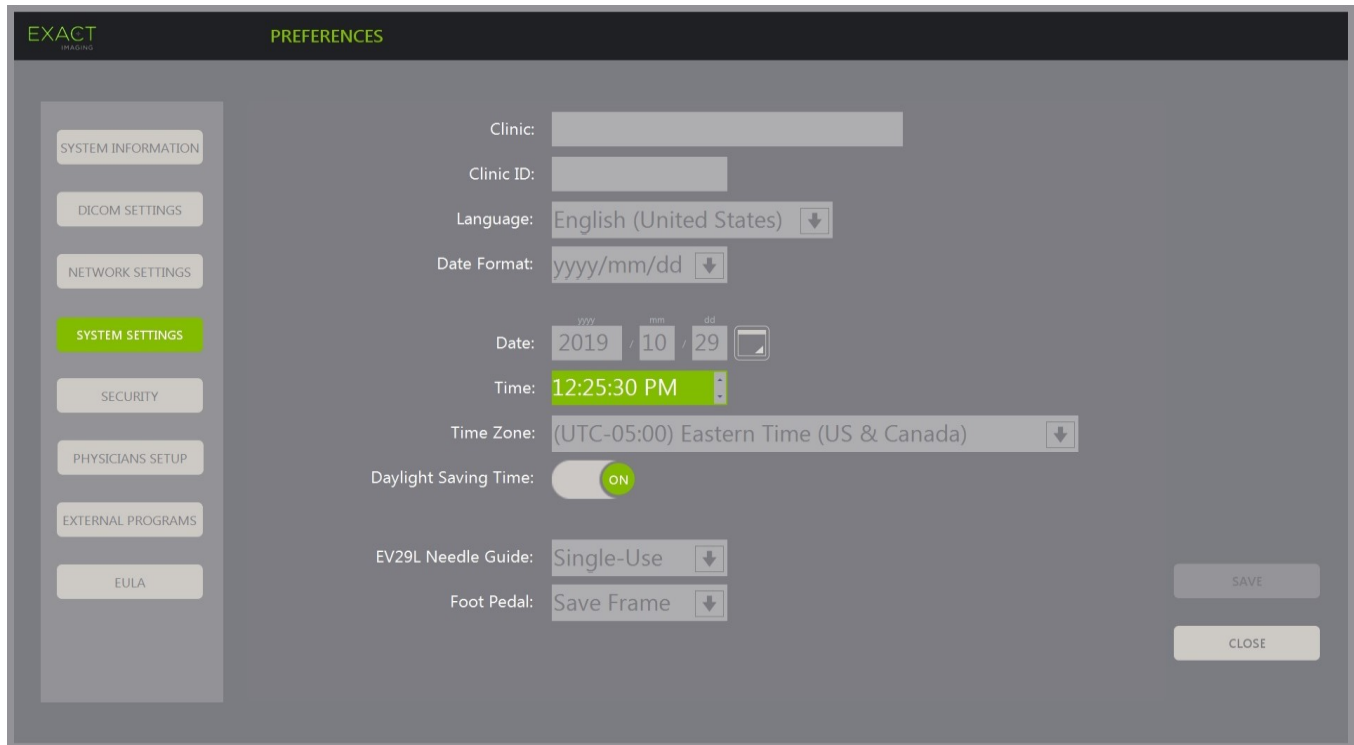 EXACT
IMAGING
PREFERENCES
SYSTEM INFORMATION
DICOM SETTINGS
NETWORK SETTINGS
SYSTEM SETTINGS
SECURITY
PHYSICIANS SETUP
EXTERNAL PROGRAMS
EULA
Clinic:
Clinic ID:
Language: English (United States)
Date Format: yyyy/mm/dd
yyyy mm dd
Date: 2019 / 10 / 29
Time: 12:25:30 PM
Time Zone: (UTC-05:00) Eastern Time (US & Canada)
Daylight Saving Time: ON
EV29L Needle Guide: Single-Use
Foot Pedal: Save Frame
SAVE
CLOSE